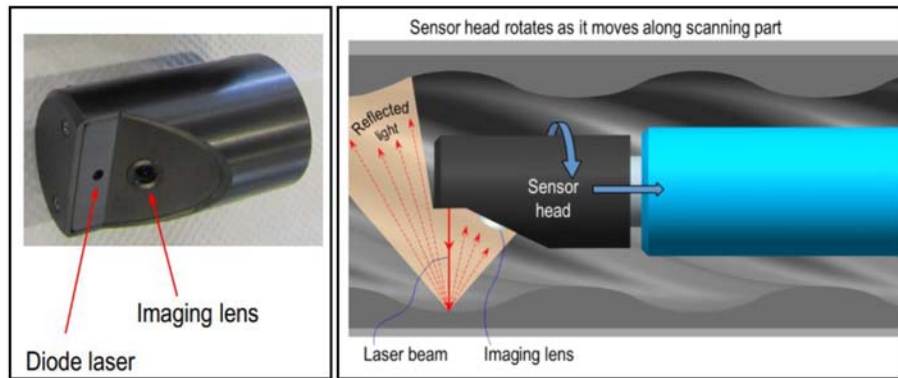 Imaging lens
Diode laser
Sensor head rotates as it moves along scanning part
Reflected
light
Sensor
head
Laser beam
Imaging lens